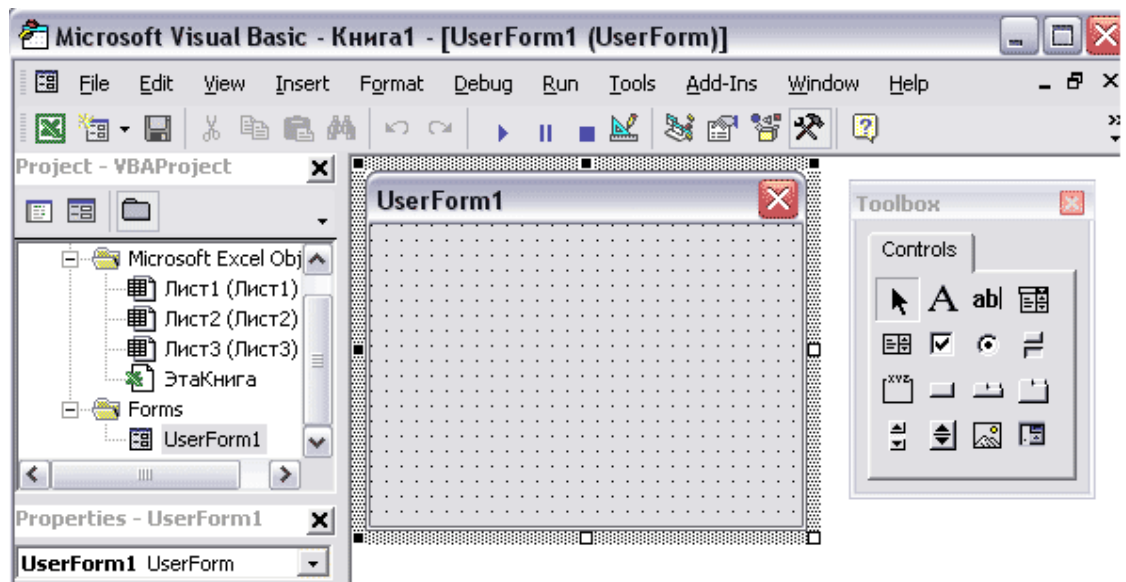 Microsoft Visual Basic - Книга1 - [UserForm1 (UserForm)]
File Edit View Insert Format Debug Run Tools Add-Ins Window Help
Project - VBAProject
Microsoft Excel Obj
Лист1 (Лист1)
Лист2 (Лист2)
Лист3 (Лист3)
ЭтаКнига
Forms
UserForm1
Properties - UserForm1
UserForm1 UserForm
UserForm1
Toolbox
Controls
A ab|
xyz